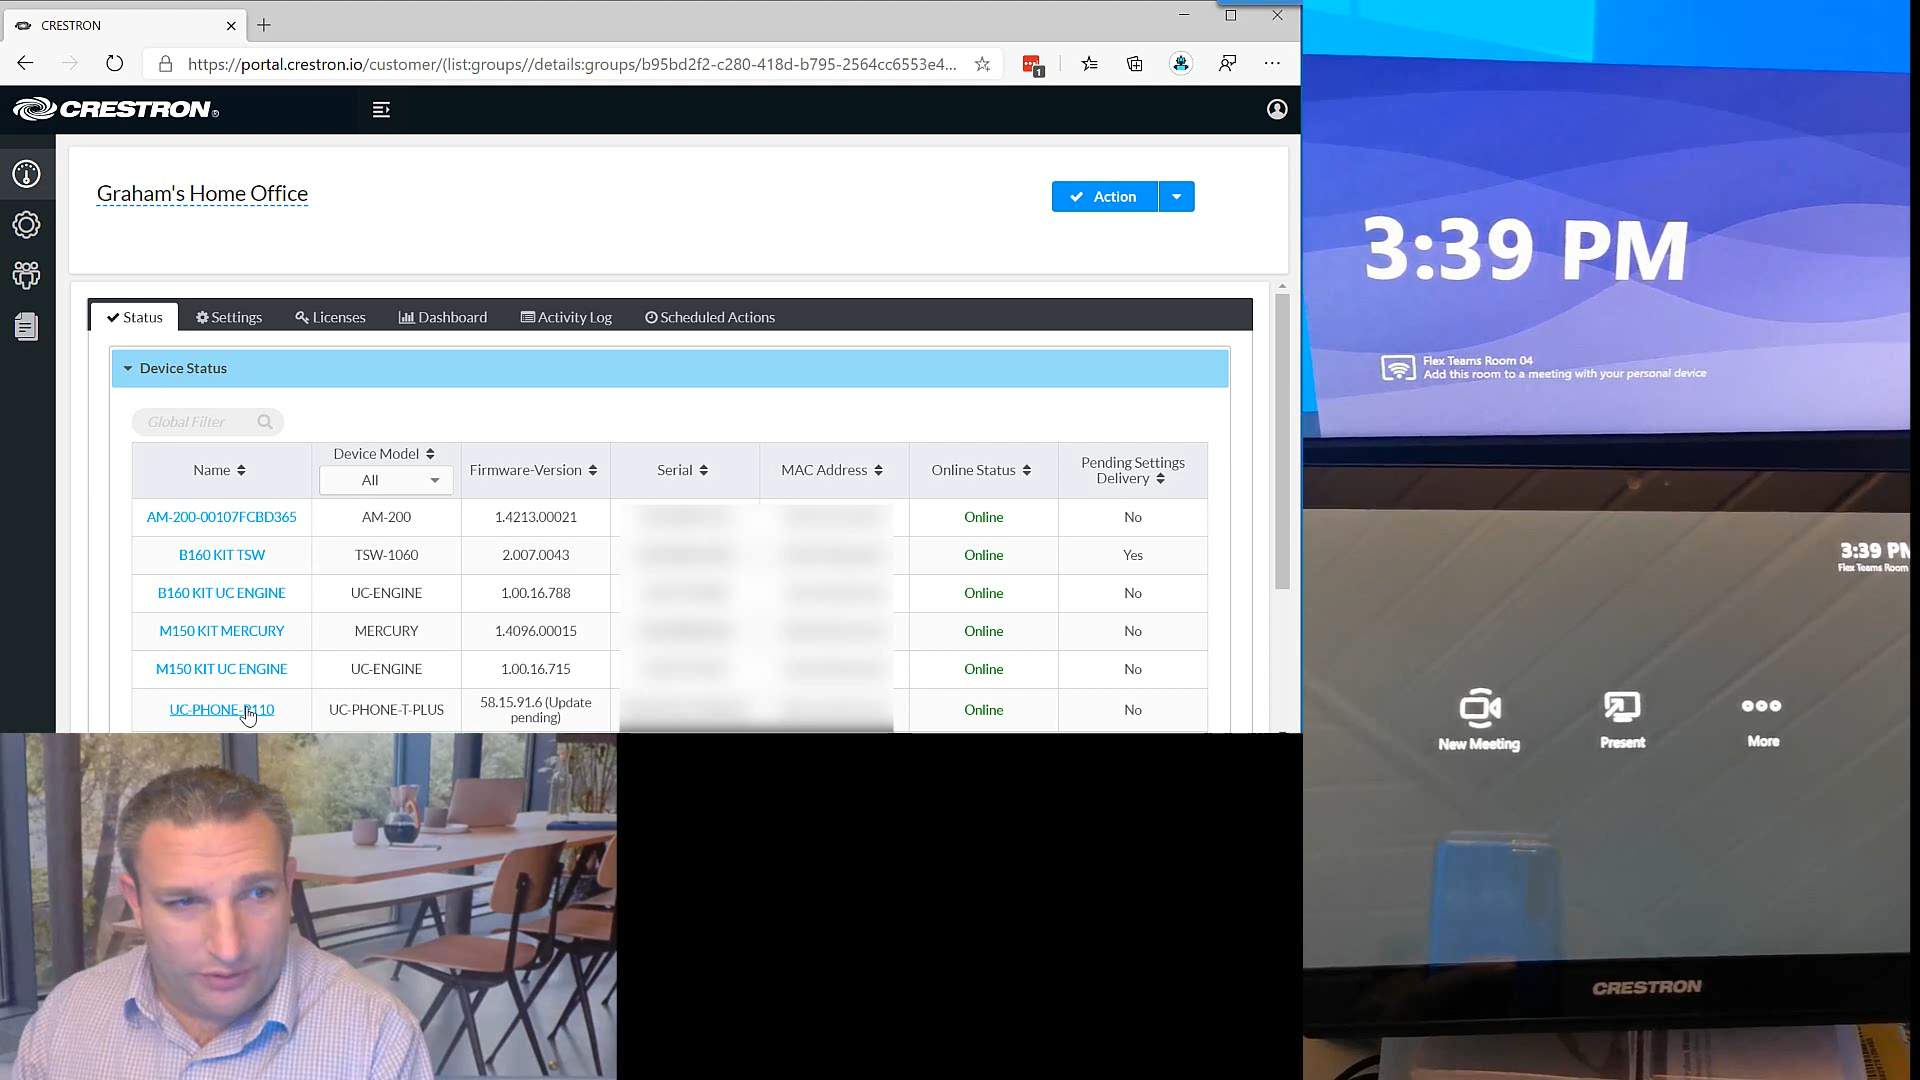 CRESTRON
https://portal.crestron.io/customer/(list:groups//details:groups/b95bd2f2-c280-418d-b795-2564cc6553e4...
1
CRESTRON®
Graham's Home Office
Action
Status
Settings
Licenses
Dashboard
Activity Log
Scheduled Actions
Device Status
Global Filter
Name Device Model Firmware-Version Serial MAC Address Online Status Pending Settings Delivery
All
AM-200-00107FCBD365 AM-200 1.4213.00021 Online No
B160 KIT TSW TSW-1060 2.007.0043 Online Yes
B160 KIT UC ENGINE UC-ENGINE 1.00.16.788 Online No
M150 KIT MERCURY MERCURY 1.4096.00015 Online No
M150 KIT UC ENGINE UC-ENGINE 1.00.16.715 Online No
UC-PHONE- 110 UC-PHONE-T-PLUS 58.15.91.6 (Update pending) Online No
3:39 PM
Flex Teams Room 04
Add this room to a meeting with your personal device
3:39 PM
Flex Teams Room
New Meeting
Present
More
CRESTRON